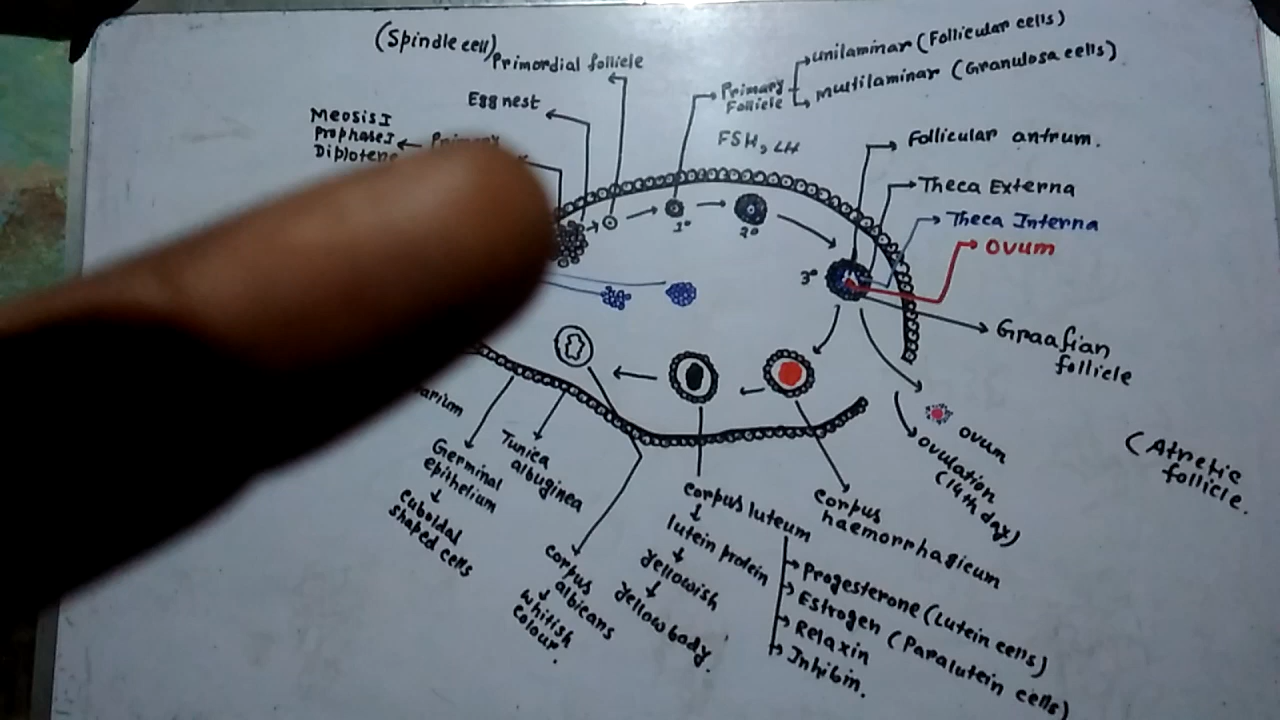 (Spindle cell)
Primordial follicle
Egg nest
Meosis I
Prophase I
Diplotene
Primary
Primary
Follicle
unilaminar (Follicular cells)
multilaminar (Granulosa cells)
FSH, LH
Follicular antrum.
Theca Externa
Theca Interna
ovum
1°
2°
3°
Graafian
follicle
ovum
ovulation
(14th day)
(Atretic
follicle.
Germinal
epithelium
cuboidal
shaped cells
Tunica
albuginea
corpus
albicans
whitish
colour.
corpus luteum
lutein protein
yellowish
yellow body.
corpus
haemorrhagicum
Progesterone (Lutein cells)
Estrogen (Paralutein cells)
Relaxin
Inhibin.